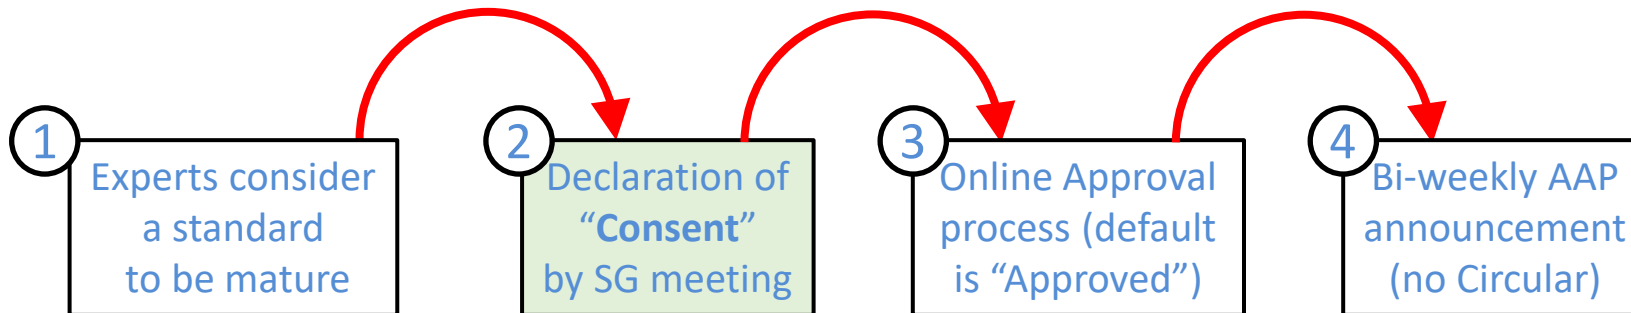 1
Experts consider
a standard
to be mature
2
Declaration of
“Consent”
by SG meeting
3
Online Approval
process (default
is “Approved”)
4
Bi-weekly AAP
announcement
(no Circular)